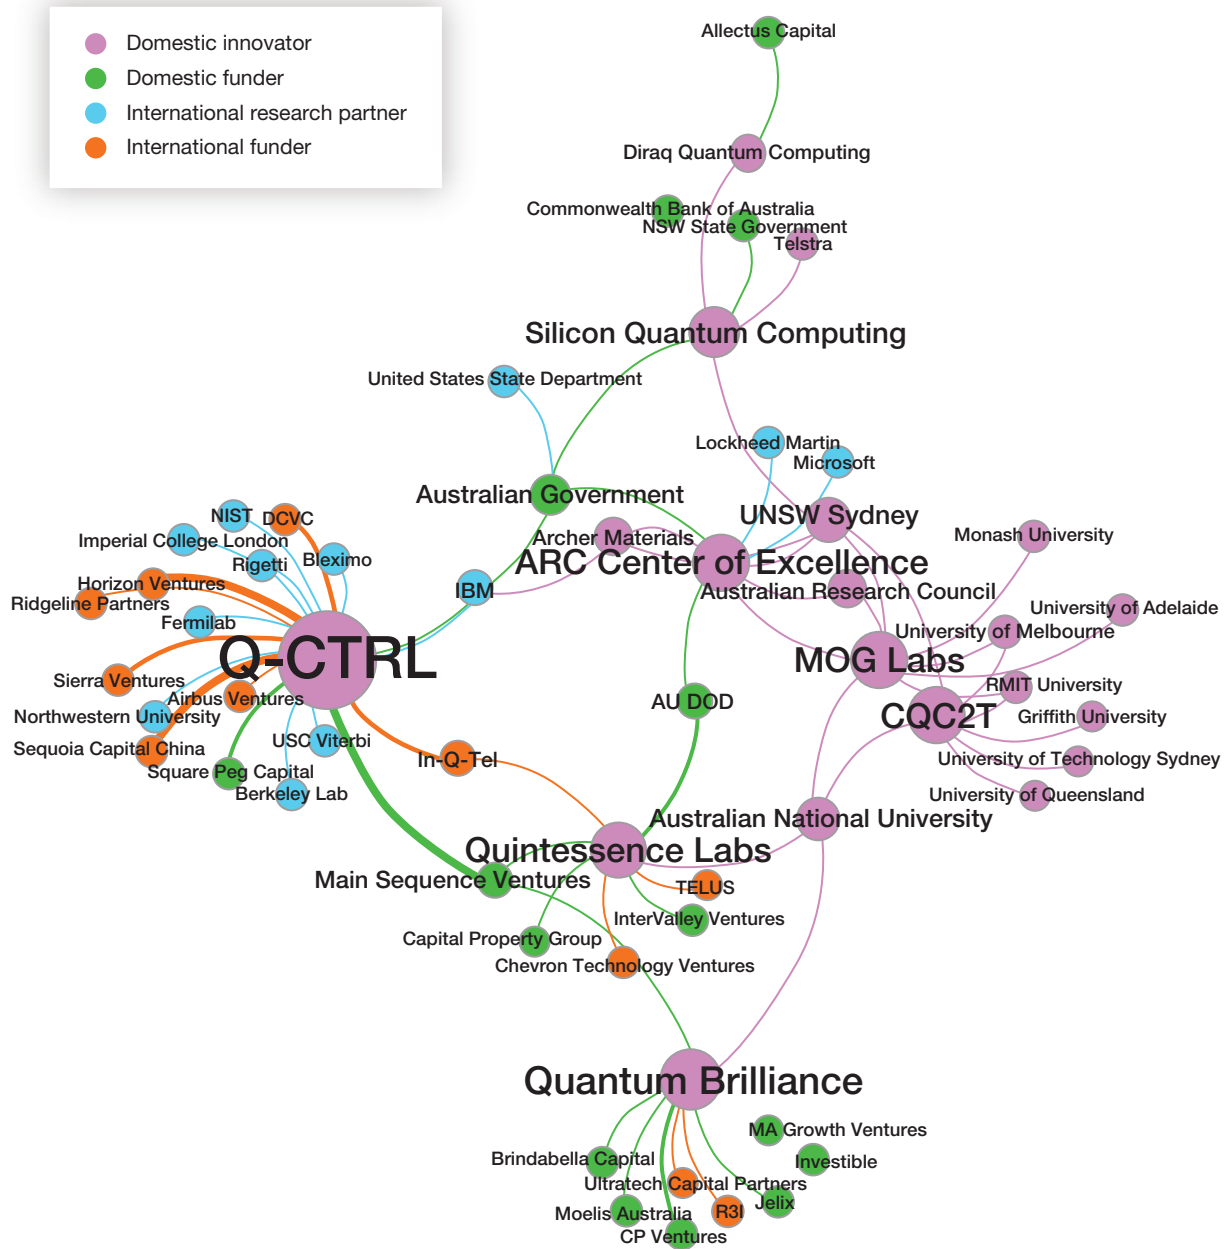 Domestic innovator
Domestic funder
International research partner
International funder
Allectus Capital
Diraq Quantum Computing
Commonwealth Bank of Australia
NSW State Government
Telstra
Silicon Quantum Computing
United States State Department
Lockheed Martin
Microsoft
Australian Government
UNSW Sydney
NIST
DCVC
Monash University
Archer Materials
Imperial College London
Bleximo
ARC Center of Excellence
Rigetti
Horizon Ventures
IBM
Australian Research Council
Ridgeline Partners
University of Adelaide
Fermilab
University of Melbourne
Q-CTRL
MOG Labs
Sierra Ventures
RMIT University
Airbus Ventures
AU DOD
Northwestern University
CQC2T
Griffith University
USC Viterbi
Sequoia Capital China
In-Q-Tel
University of Technology Sydney
Square Peg Capital
Berkeley Lab
University of Queensland
Australian National University
Quintessence Labs
Main Sequence Ventures
TELUS
InterValley Ventures
Capital Property Group
Chevron Technology Ventures
Quantum Brilliance
MA Growth Ventures
Brindabella Capital
Investible
Ultratech Capital Partners
Jelix
Moelis Australia
R3I
CP Ventures